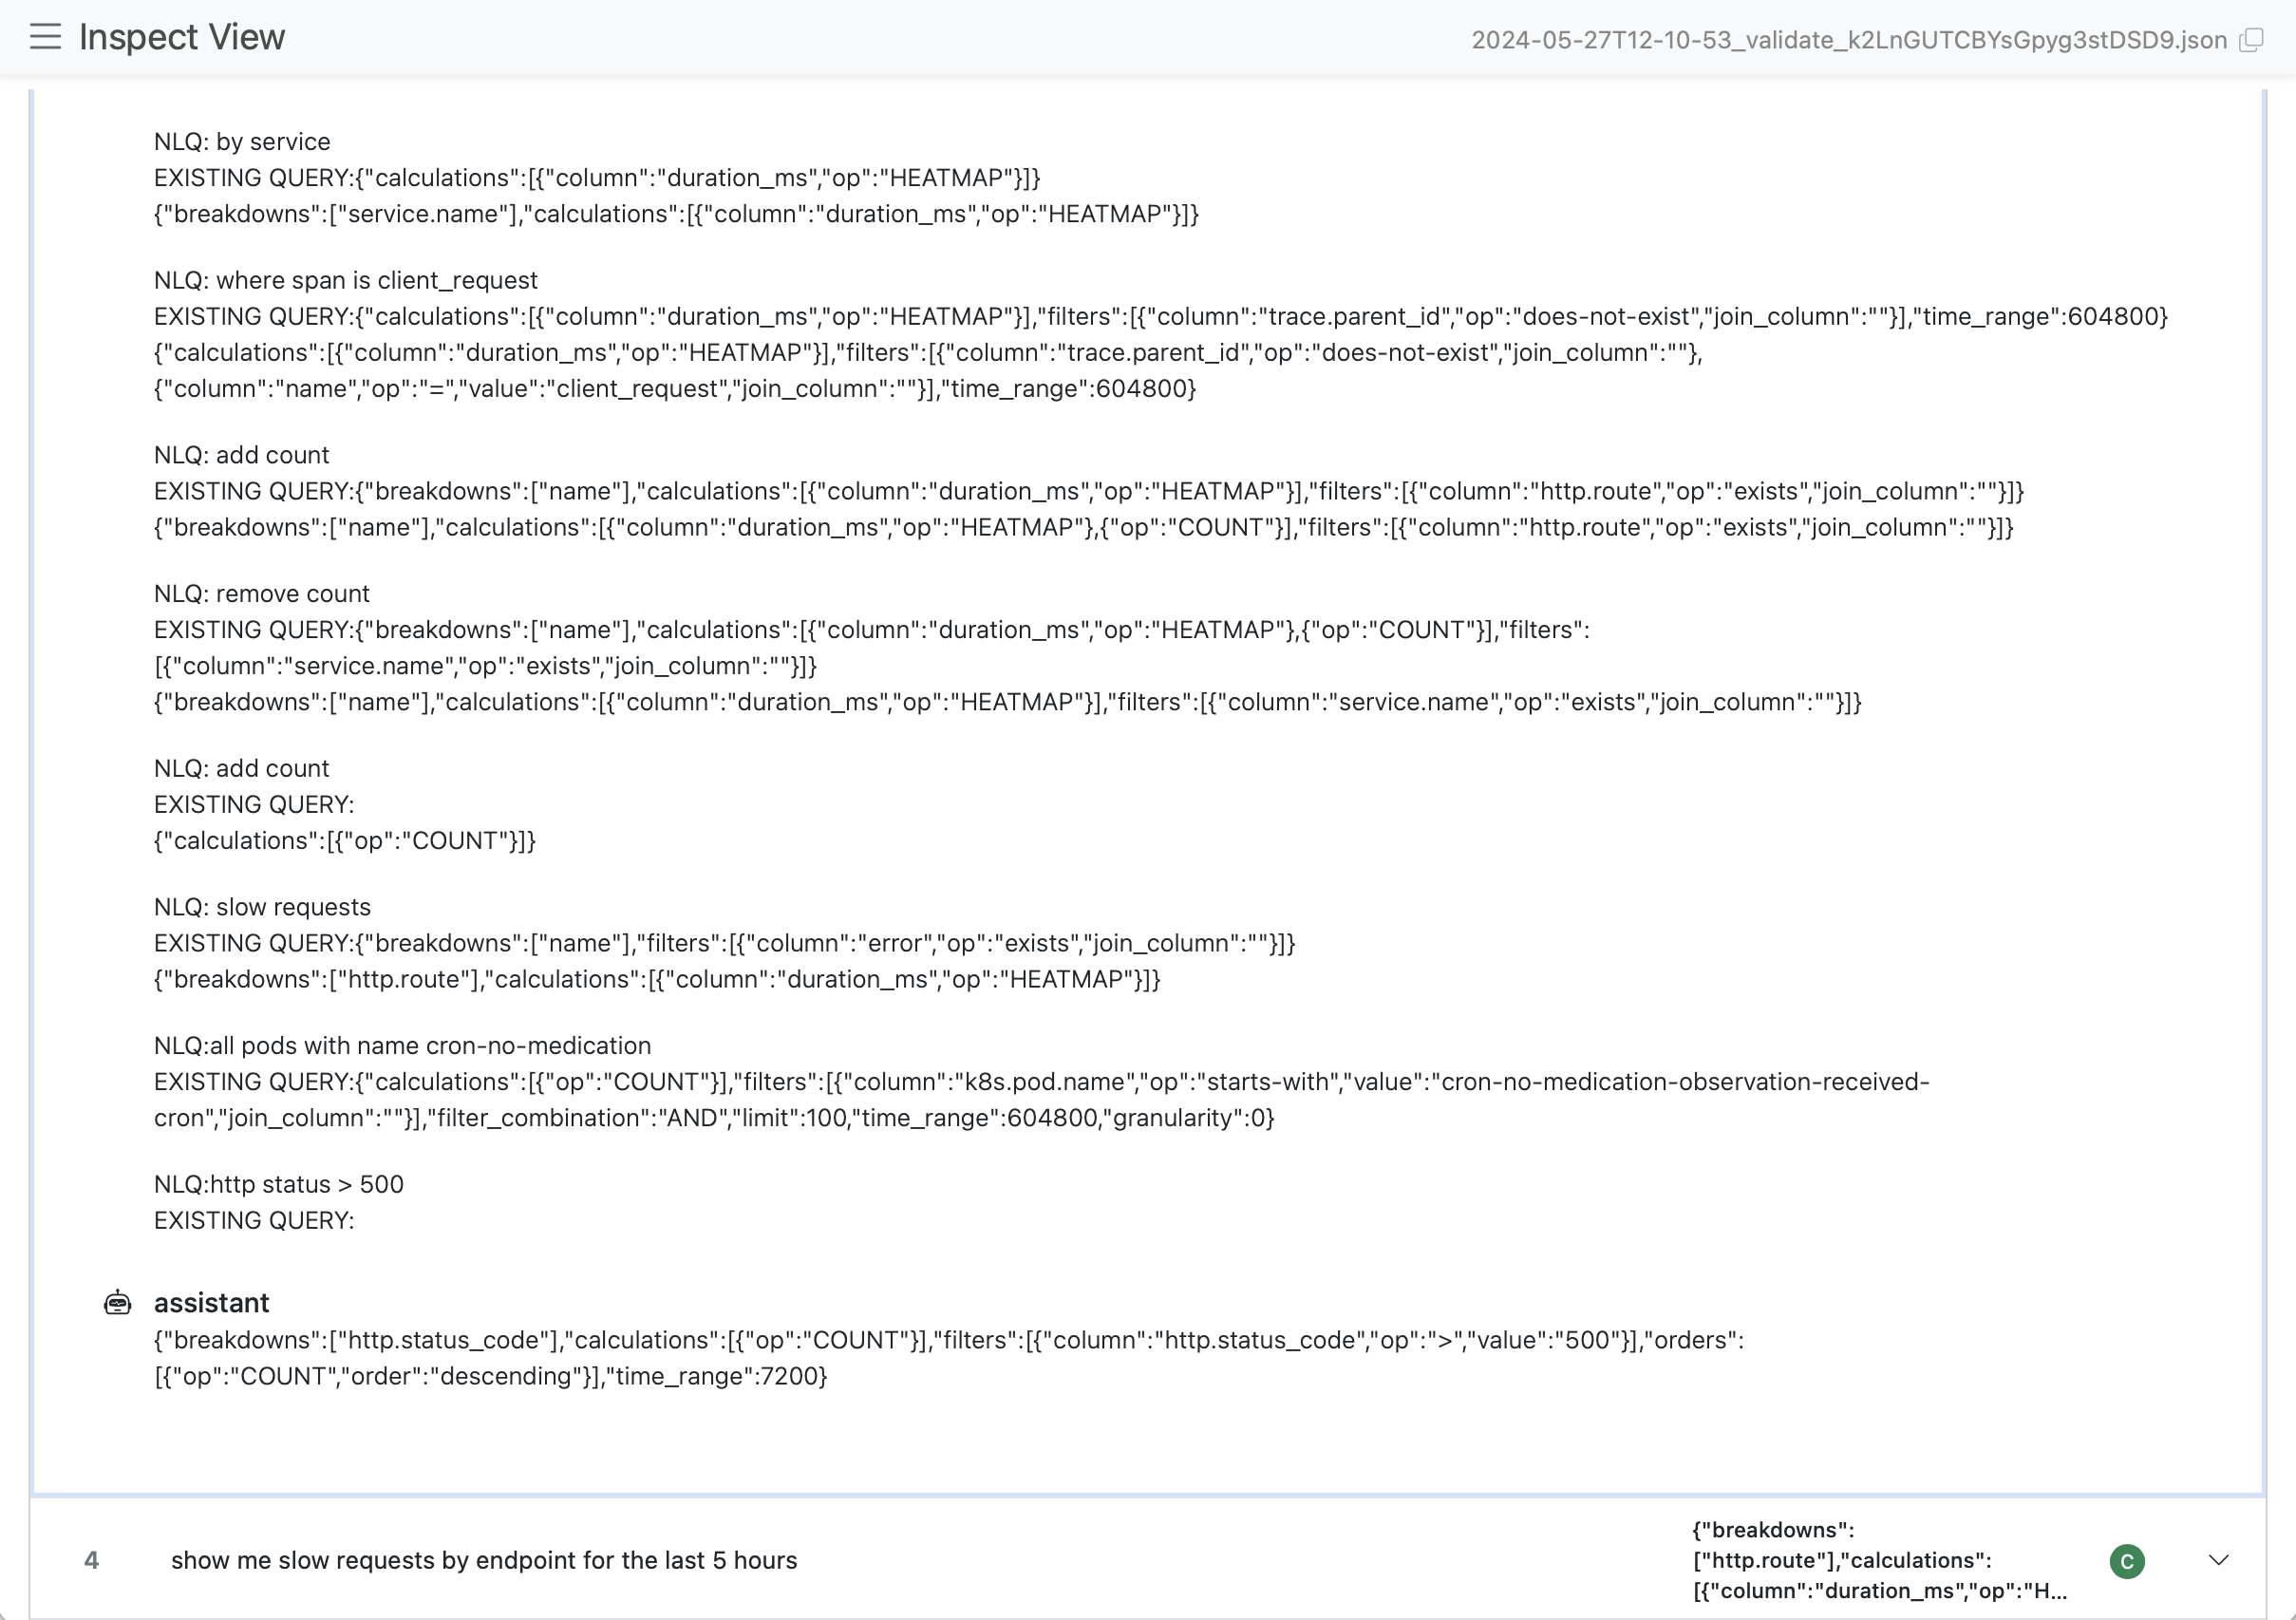 Inspect View
2024-05-27T12-10-53_validate_k2LnGUTCBYsGpyg3stDSD9.json
NLQ: by service
EXISTING QUERY:{"calculations":[{"column":"duration_ms","op":"HEATMAP"}]}
{"breakdowns":["service.name"],"calculations":[{"column":"duration_ms","op":"HEATMAP"}]}
NLQ: where span is client_request
EXISTING QUERY:{"calculations":[{"column":"duration_ms","op":"HEATMAP"}],"filters":[{"column":"trace.parent_id","op":"does-not-exist","join_column":""}],"time_range":604800}
{"calculations":[{"column":"duration_ms","op":"HEATMAP"}],"filters":[{"column":"trace.parent_id","op":"does-not-exist","join_column":""},
{"column":"name","op":"=","value":"client_request","join_column":""}],"time_range":604800}
NLQ: add count
EXISTING QUERY:{"breakdowns":["name"],"calculations":[{"column":"duration_ms","op":"HEATMAP"}],"filters":[{"column":"http.route","op":"exists","join_column":""}]}
{"breakdowns":["name"],"calculations":[{"column":"duration_ms","op":"HEATMAP"},{"op":"COUNT"}],"filters":[{"column":"http.route","op":"exists","join_column":""}]}
NLQ: remove count
EXISTING QUERY:{"breakdowns":["name"],"calculations":[{"column":"duration_ms","op":"HEATMAP"},{"op":"COUNT"}],"filters":
[{"column":"service.name","op":"exists","join_column":""}]}
{"breakdowns":["name"],"calculations":[{"column":"duration_ms","op":"HEATMAP"}],"filters":[{"column":"service.name","op":"exists","join_column":""}]}
NLQ: add count
EXISTING QUERY:
{"calculations":[{"op":"COUNT"}]}
NLQ: slow requests
EXISTING QUERY:{"breakdowns":["name"],"filters":[{"column":"error","op":"exists","join_column":""}]}
{"breakdowns":["http.route"],"calculations":[{"column":"duration_ms","op":"HEATMAP"}]}
NLQ:all pods with name cron-no-medication
EXISTING QUERY:{"calculations":[{"op":"COUNT"}],"filters":[{"column":"k8s.pod.name","op":"starts-with","value":"cron-no-medication-observation-received-
cron","join_column":""}],"filter_combination":"AND","limit":100,"time_range":604800,"granularity":0}
NLQ:http status > 500
EXISTING QUERY:
assistant
{"breakdowns":["http.status_code"],"calculations":[{"op":"COUNT"}],"filters":[{"column":"http.status_code","op":">","value":"500"}],"orders":
[{"op":"COUNT","order":"descending"}],"time_range":7200}
4
show me slow requests by endpoint for the last 5 hours
{"breakdowns":
["http.route"],"calculations":
[{"column":"duration_ms","op":"H...
C